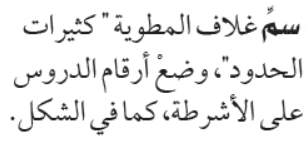 سمِّ غلاف المطوية " كثيرات
الحدود"، وضعْ أرقام الدروس
على الأشرطة، كما في الشكل.